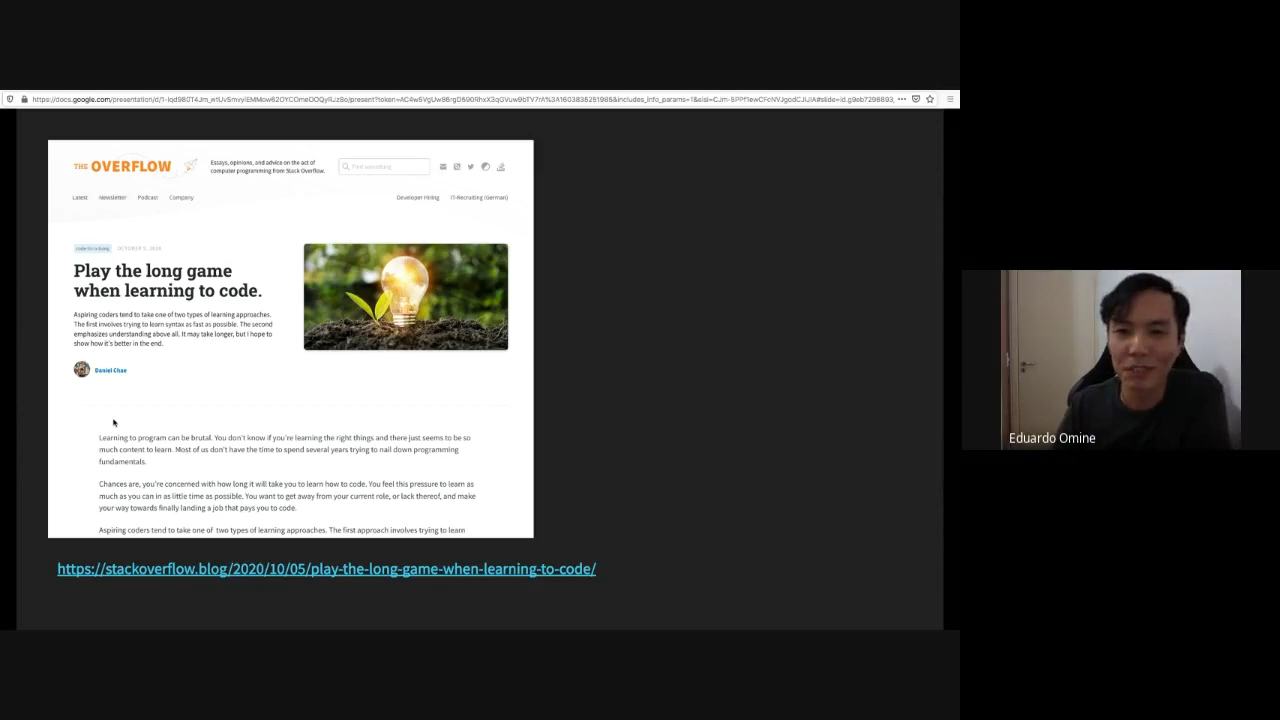 THE OVERFLOW
Essays, opinions, and advice on the act of
computer programming from Stack Overflow.
Find something
Latest Newsletter Podcast Company
Developer Hiring IT-Recruiting (German)
code-for-a-living OCTOBER 5, 2020
Play the long game
when learning to code.
Aspiring coders tend to take one of two types of learning approaches.
The first involves trying to learn syntax as fast as possible. The second
emphasizes understanding above all. It may take longer, but I hope to
show how it's better in the end.
Daniel Chae
Learning to program can be brutal. You don't know if you're learning the right things and there just seems to be so
much content to learn. Most of us don't have the time to spend several years trying to nail down programming
fundamentals.
Chances are, you're concerned with how long it will take you to learn how to code. You feel this pressure to learn as
much as you can in as little time as possible. You want to get away from your current role, or lack thereof, and make
your way towards finally landing a job that pays you to code.
Aspiring coders tend to take one of two types of learning approaches. The first approach involves trying to learn
https://stackoverflow.blog/2020/10/05/play-the-long-game-when-learning-to-code/
Eduardo Omine